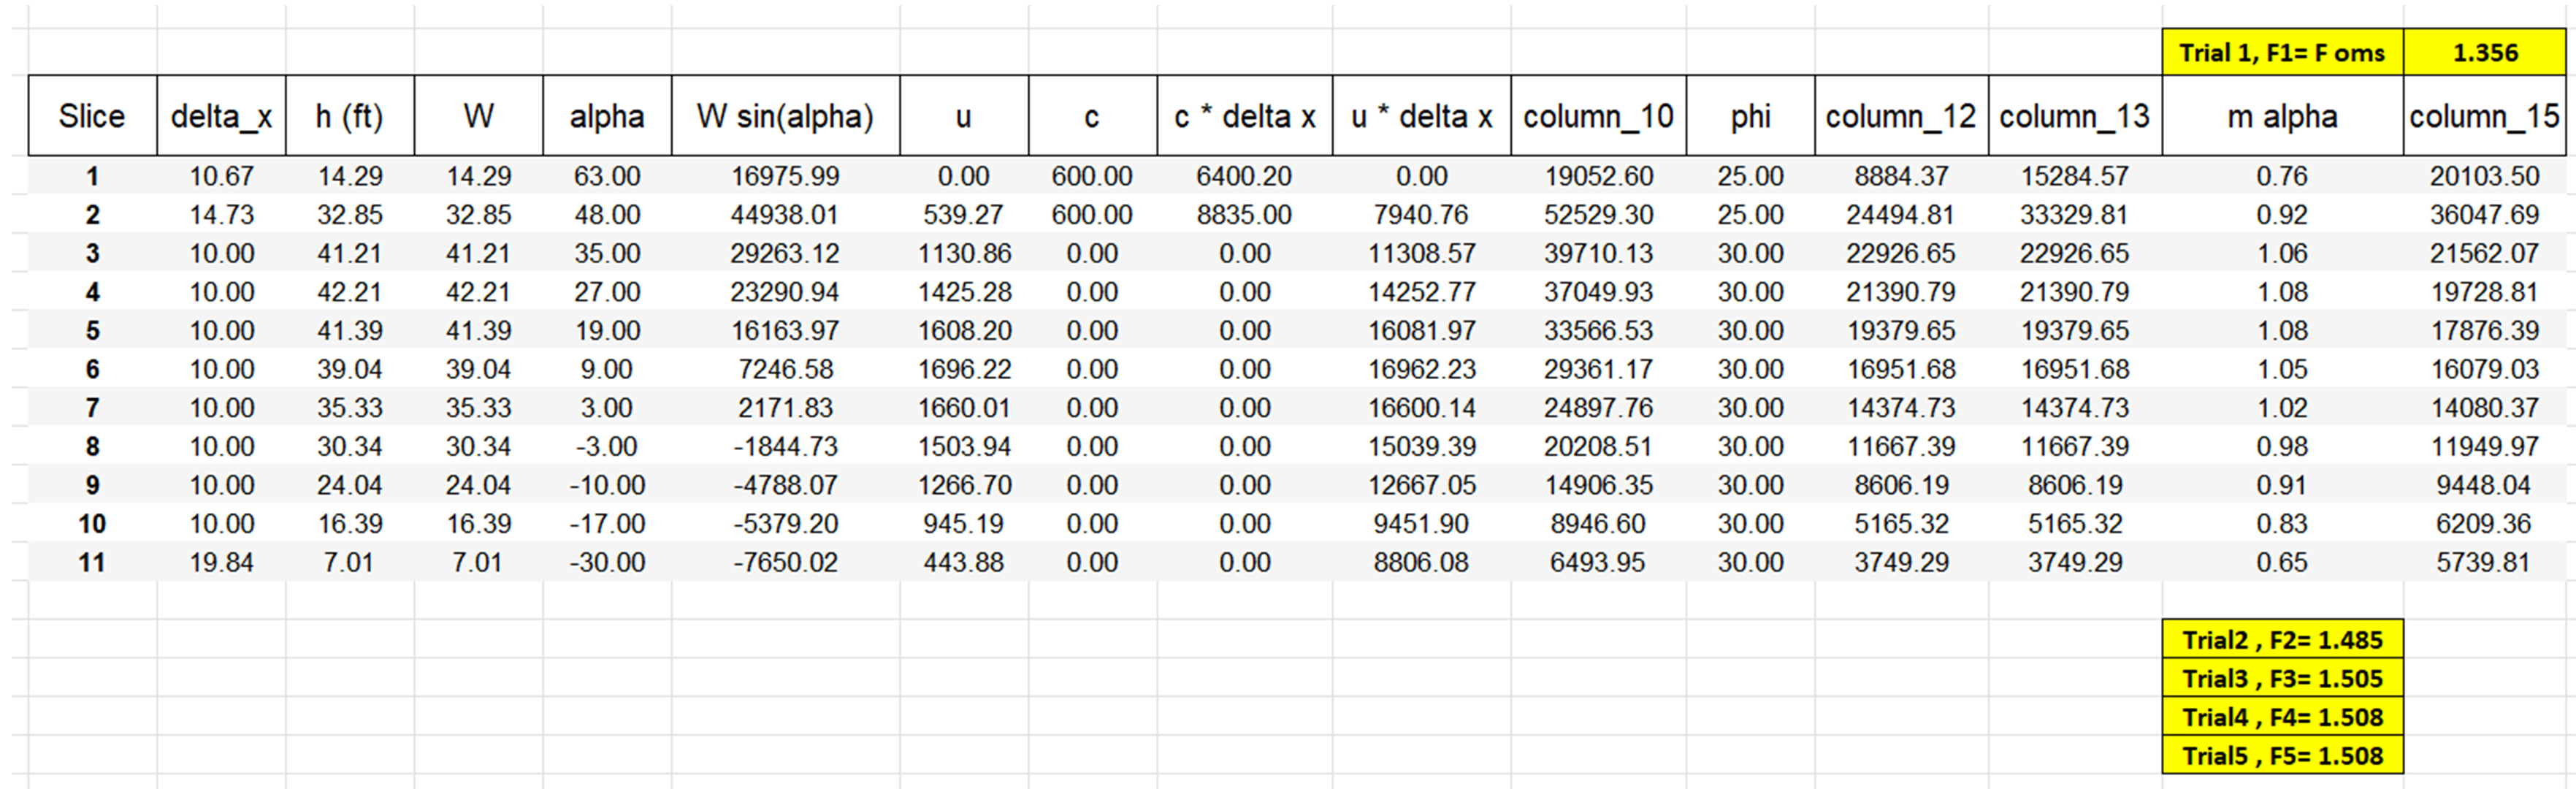 Trial 1, F1= F oms 1.356
Slice delta_x h (ft) W alpha W sin(alpha) u c c * delta x u * delta x column_10 phi column_12 column_13 m alpha column_15
1 10.67 14.29 14.29 63.00 16975.99 0.00 600.00 6400.20 0.00 19052.60 25.00 8884.37 15284.57 0.76 20103.50
2 14.73 32.85 32.85 48.00 44938.01 539.27 600.00 8835.00 7940.76 52529.30 25.00 24494.81 33329.81 0.92 36047.69
3 10.00 41.21 41.21 35.00 29263.12 1130.86 0.00 0.00 11308.57 39710.13 30.00 22926.65 22926.65 1.06 21562.07
4 10.00 42.21 42.21 27.00 23290.94 1425.28 0.00 0.00 14252.77 37049.93 30.00 21390.79 21390.79 1.08 19728.81
5 10.00 41.39 41.39 19.00 16163.97 1608.20 0.00 0.00 16081.97 33566.53 30.00 19379.65 19379.65 1.08 17876.39
6 10.00 39.04 39.04 9.00 7246.58 1696.22 0.00 0.00 16962.23 29361.17 30.00 16951.68 16951.68 1.05 16079.03
7 10.00 35.33 35.33 3.00 2171.83 1660.01 0.00 0.00 16600.14 24897.76 30.00 14374.73 14374.73 1.02 14080.37
8 10.00 30.34 30.34 -3.00 -1844.73 1503.94 0.00 0.00 15039.39 20208.51 30.00 11667.39 11667.39 0.98 11949.97
9 10.00 24.04 24.04 -10.00 -4788.07 1266.70 0.00 0.00 12667.05 14906.35 30.00 8606.19 8606.19 0.91 9448.04
10 10.00 16.39 16.39 -17.00 -5379.20 945.19 0.00 0.00 9451.90 8946.60 30.00 5165.32 5165.32 0.83 6209.36
11 19.84 7.01 7.01 -30.00 -7650.02 443.88 0.00 0.00 8806.08 6493.95 30.00 3749.29 3749.29 0.65 5739.81
Trial2 , F2= 1.485
Trial3 , F3= 1.505
Trial4 , F4= 1.508
Trial5 , F5= 1.508